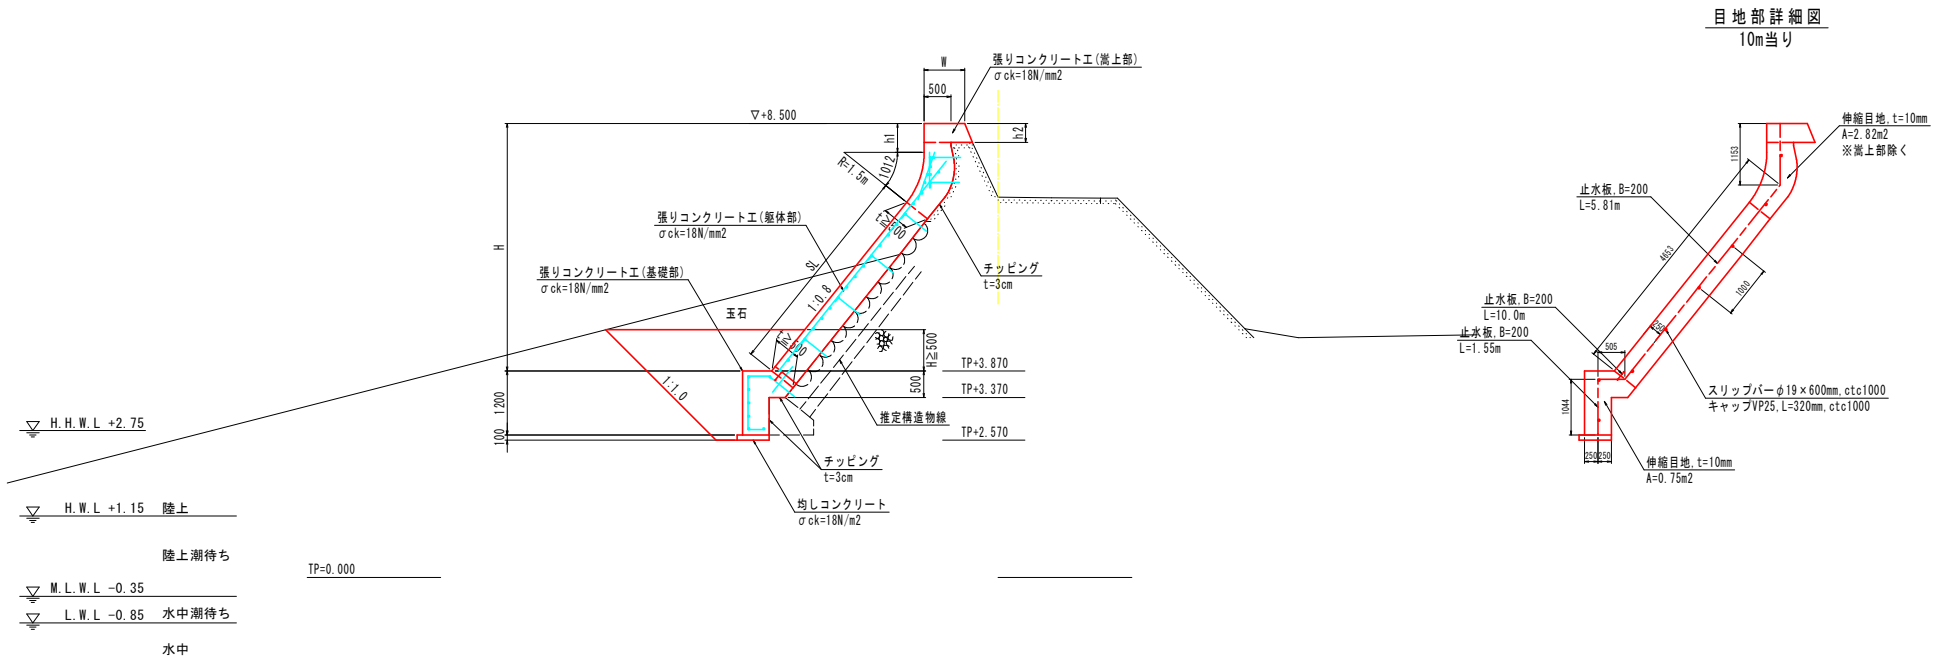 目地部詳細図
10m当り
張りコンクリート工(嵩上部)
σck=18N/mm2
W
500
▽+8.500
h1
h2
R=1.5m
1012
張りコンクリート工(躯体部)
σck=18N/mm2
t≧500
H
SL
1:0.8
張りコンクリート工(基礎部)
σck=18N/mm2
チッピング
t=3cm
玉石
t≧500
H≧500
500
1:1.0
1200
100
TP+3.870
TP+3.370
TP+2.570
推定構造物線
チッピング
t=3cm
均しコンクリート
σck=18N/m2
H.H.W.L +2.75
H.W.L +1.15 陸上
陸上潮待ち
M.L.W.L -0.35
L.W.L -0.85 水中潮待ち
水中
TP=0.000
伸縮目地,t=10mm
A=2.82m2
※嵩上部除く
1153
止水板,B=200
L=5.81m
4653
1000
止水板,B=200
L=10.0m
止水板,B=200
L=1.55m
250
505
スリップバーφ19×600mm,ctc1000
キャップVP25,L=320mm,ctc1000
1044
250
250
伸縮目地,t=10mm
A=0.75m2